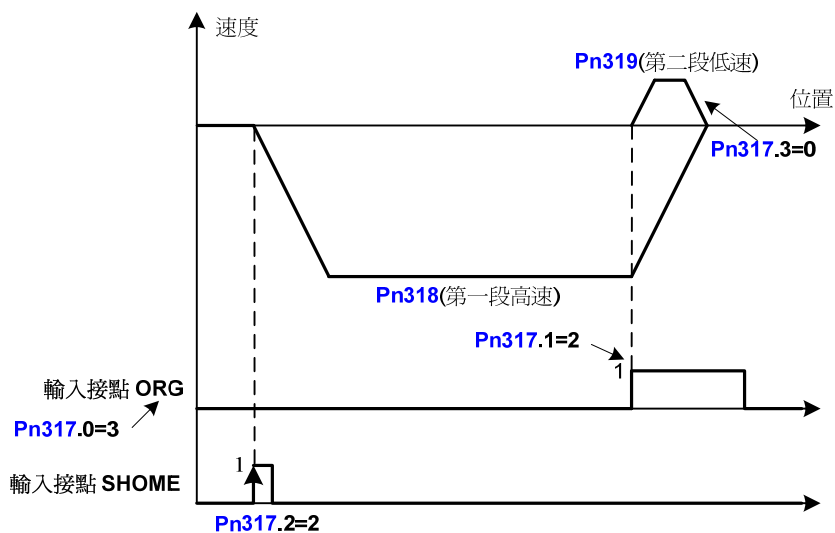 速度
Pn319(第二段低速)
位置
Pn317.3=0
Pn318(第一段高速)
Pn317.1=2
1
輸入接點 ORG
Pn317.0=3
1
輸入接點 SHOME
Pn317.2=2